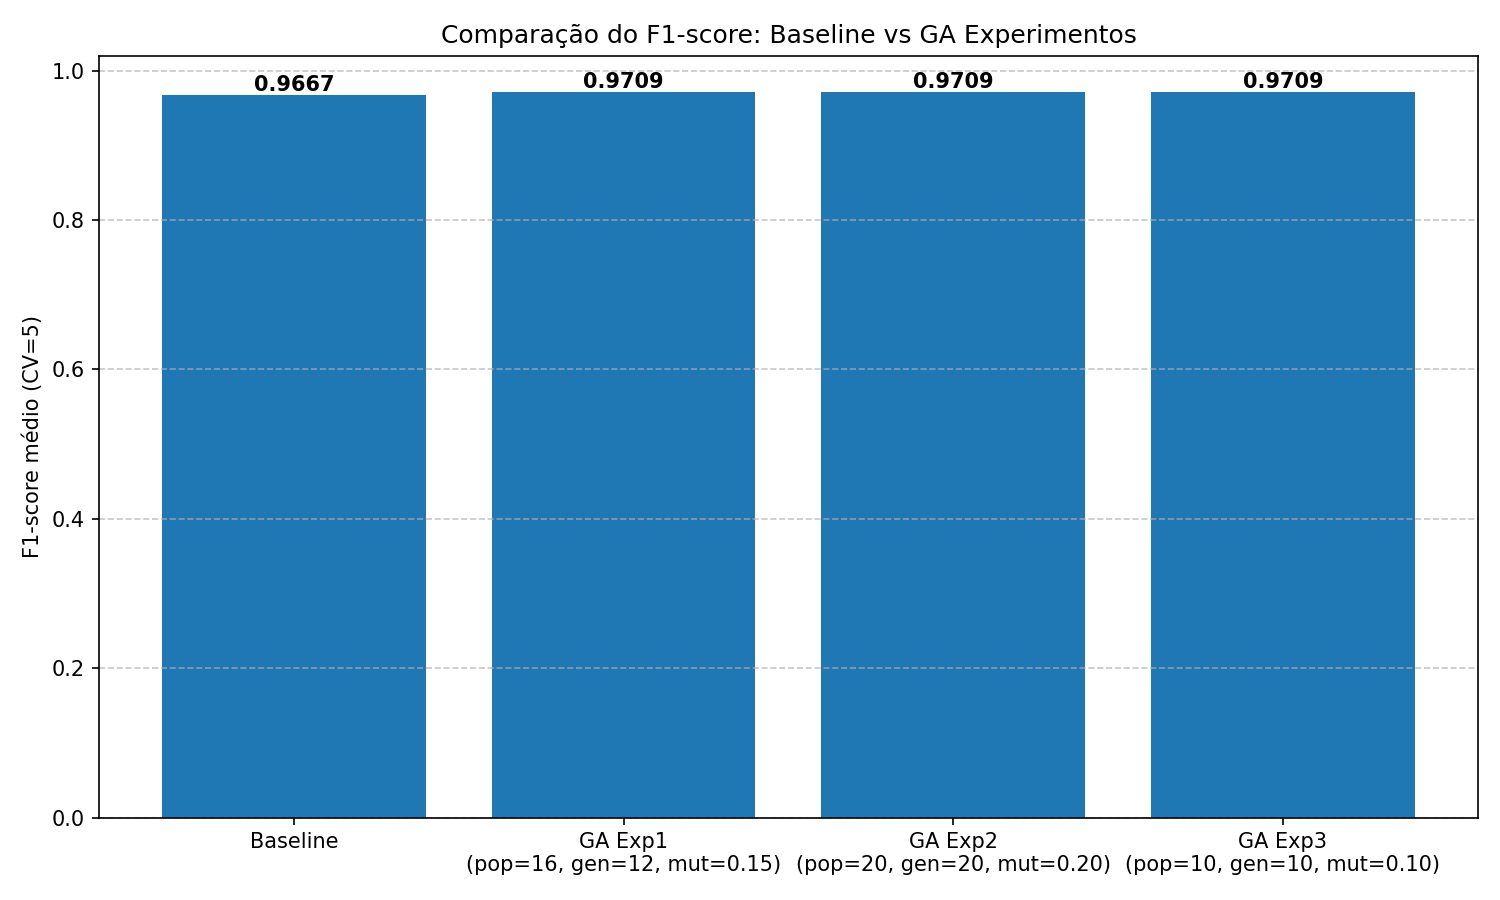 Comparação do F1-score: Baseline vs GA Experimentos
F1-score médio (CV=5)
1.0
0.8
0.6
0.4
0.2
0.0
0.9667
0.9709
0.9709
0.9709
Baseline
GA Exp1
(pop=16, gen=12, mut=0.15)
GA Exp2
(pop=20, gen=20, mut=0.20)
GA Exp3
(pop=10, gen=10, mut=0.10)